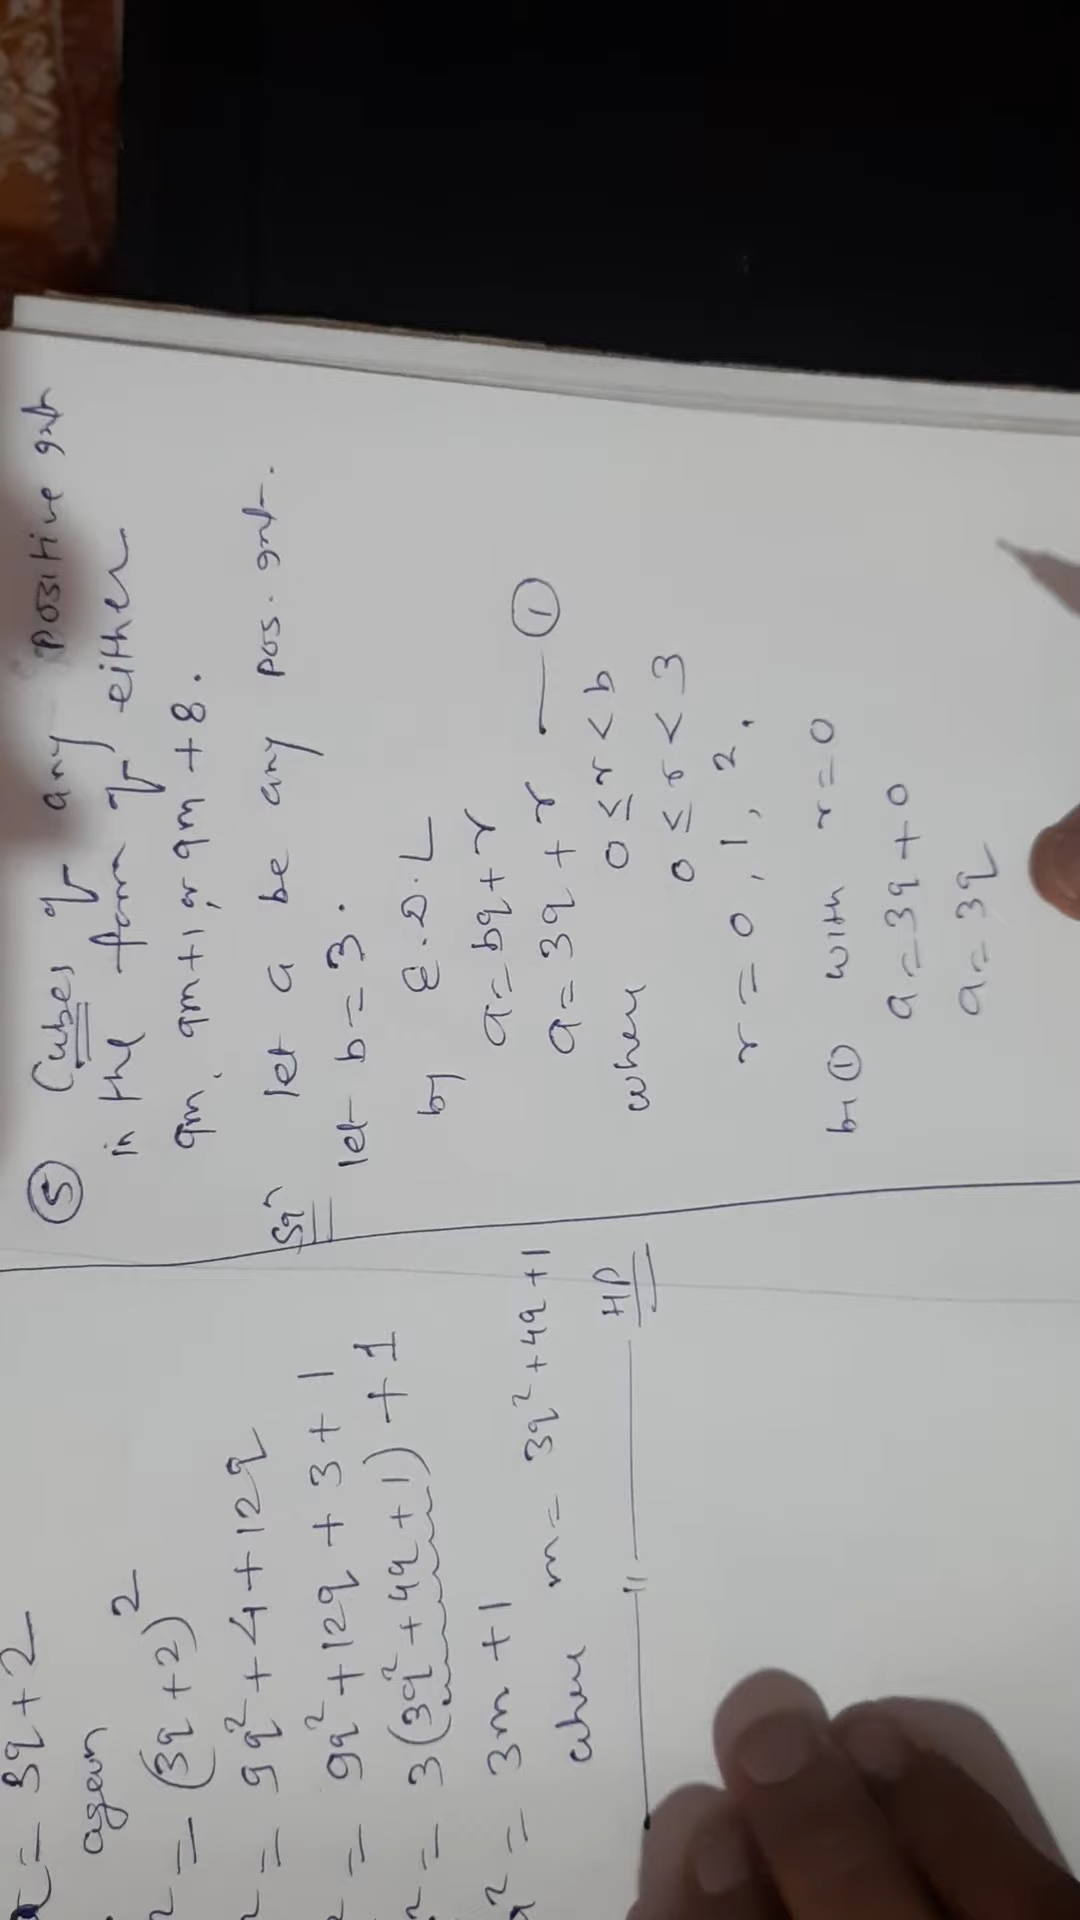 = 3q + 2
again
= (3q+2)²
= 9q² + 4 + 12q
= 9q² + 12q + 3 + 1
= 3(3q² + 4q + 1) + 1
= 3m + 1
where m = 3q² + 4q + 1
HP
⑤ Cubes of any positive int
in the form of either
9m, 9m+1, or 9m + 8.
Solⁿ let a be any pos. int.
let b = 3.
by E.D.L
a = bq + r
a = 3q + r — ①
where 0 ≤ r < b
0 ≤ r < 3
r = 0, 1, 2.
by ① with r = 0
a = 3q + 0
a = 3q